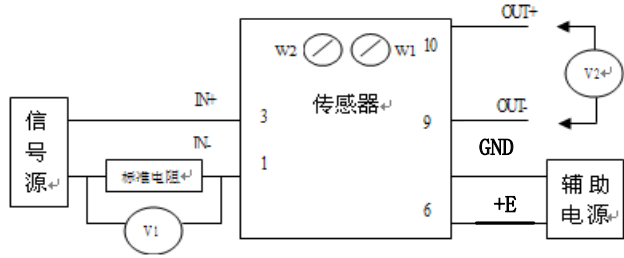 OUT+
W2
W1
10
V2
信号源
IN+
传感器
3
9
OUT-
IN-
GND
标准电阻
1
辅助电源
+E
6
V1